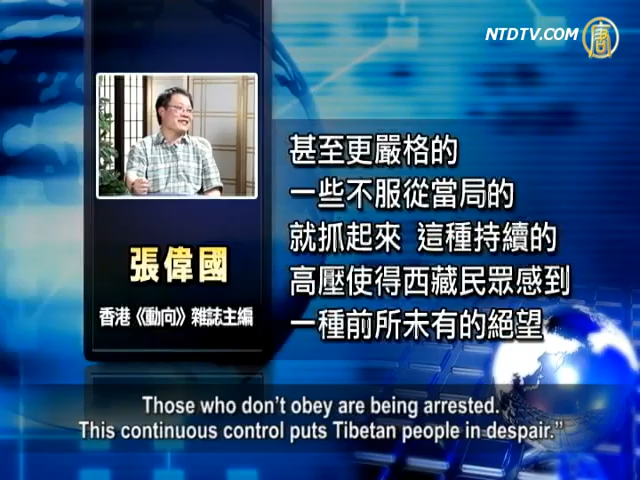 NTDTV.COM
唐
甚至更嚴格的
一些不服從當局的
就抓起來 這種持續的
高壓使得西藏民眾感到
一種前所未有的絕望
張偉國
香港《動向》雜誌主編
Those who don't obey are being arrested.
This continuous control puts Tibetan people in despair."